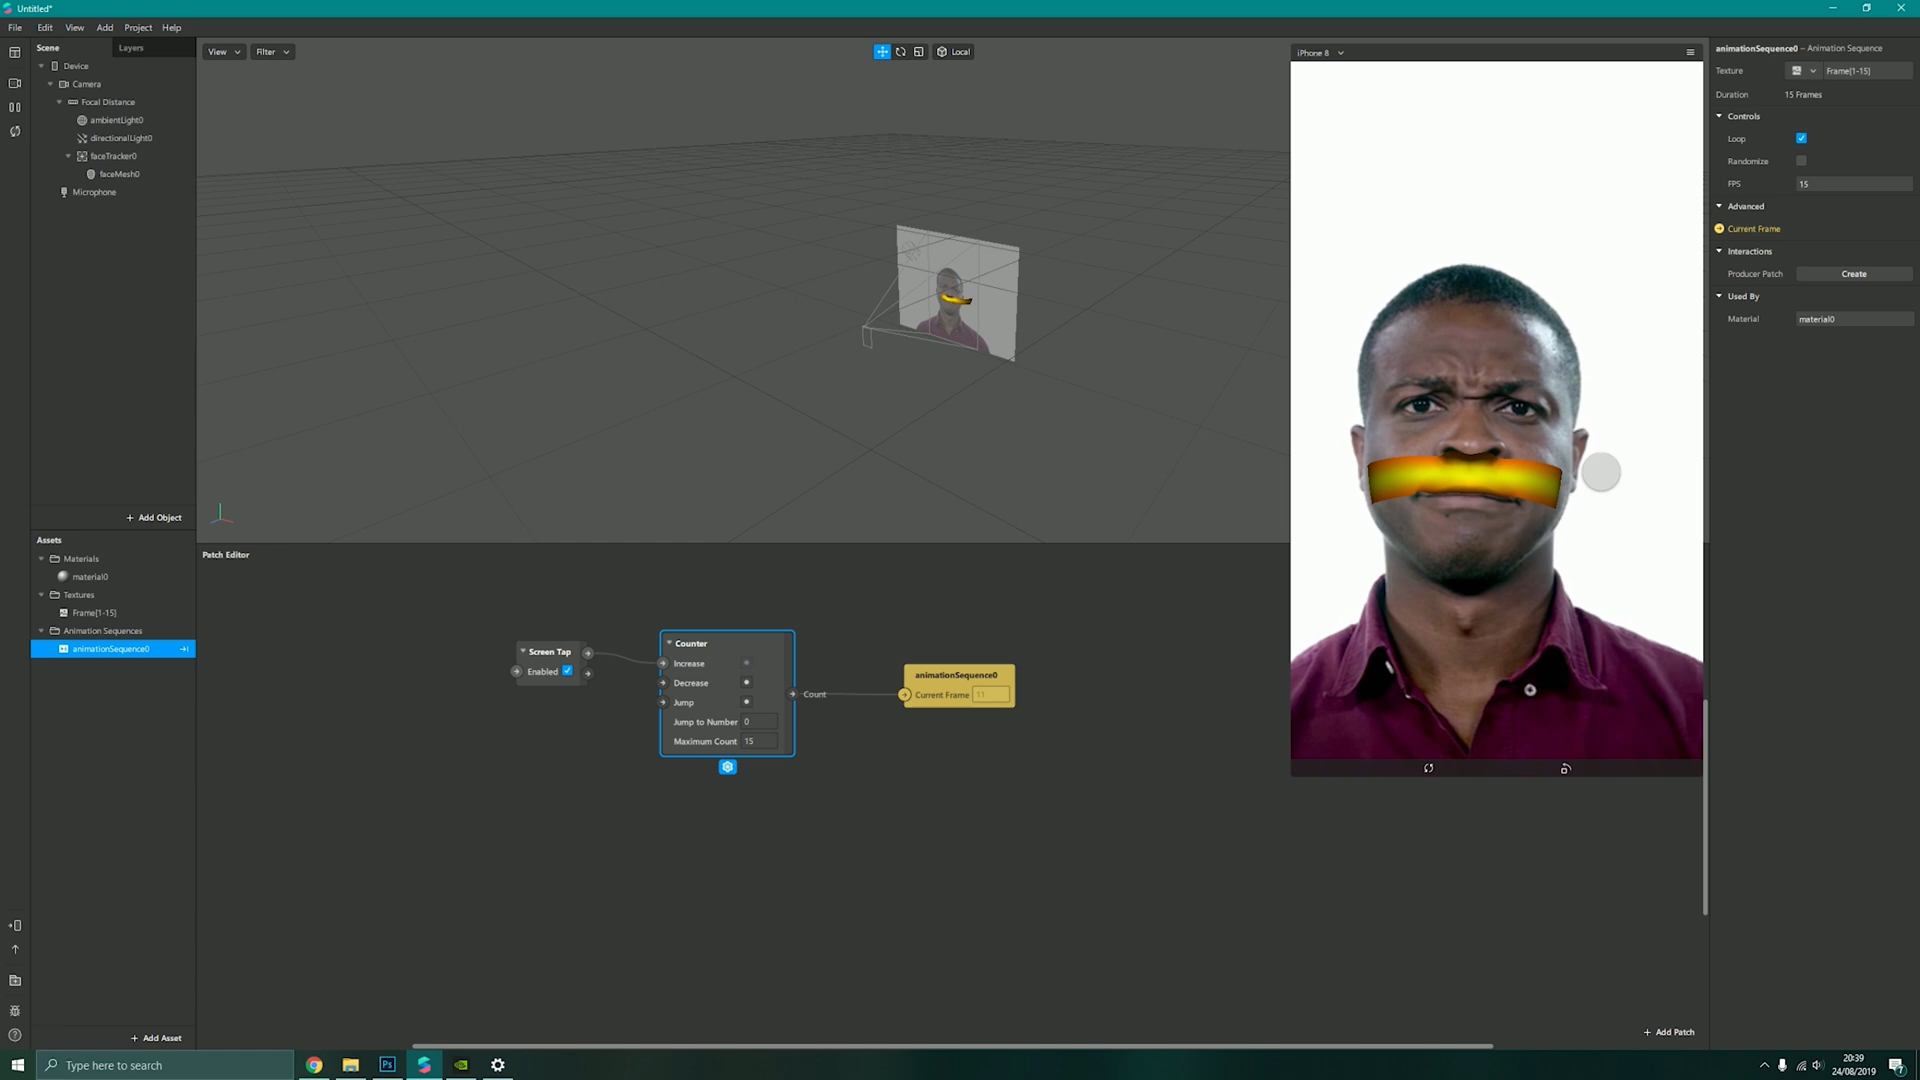 Untitled*
File Edit View Add Project Help
Scene Layers
Device
Camera
Focal Distance
ambientLight0
directionalLight0
faceTracker0
faceMesh0
Microphone
+ Add Object
Assets
Materials
material0
Textures
Frame[1-15]
Animation Sequences
animationSequence0
+ Add Asset
View Filter Local
Patch Editor
Screen Tap
Enabled
Counter
Increase
Decrease
Jump
Jump to Number 0
Maximum Count 15
Count
animationSequence0
Current Frame 11
+ Add Patch
iPhone 8
animationSequence0 – Animation Sequence
Texture Frame[1-15]
Duration 15 Frames
Controls
Loop
Randomize
FPS 15
Advanced
Current Frame
Interactions
Producer Patch Create
Used By
Material material0
Type here to search
Ps
20:39
24/08/2019
7